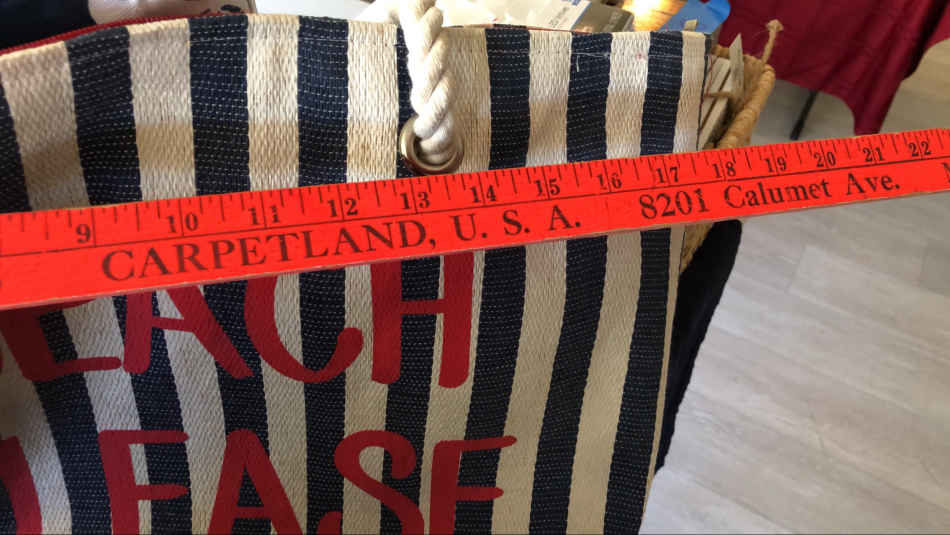 9 10 11 12 13 14 15 16 17 18 19 20 21 22
CARPETLAND, U. S. A. 8201 Calumet Ave.
EACH
EASE